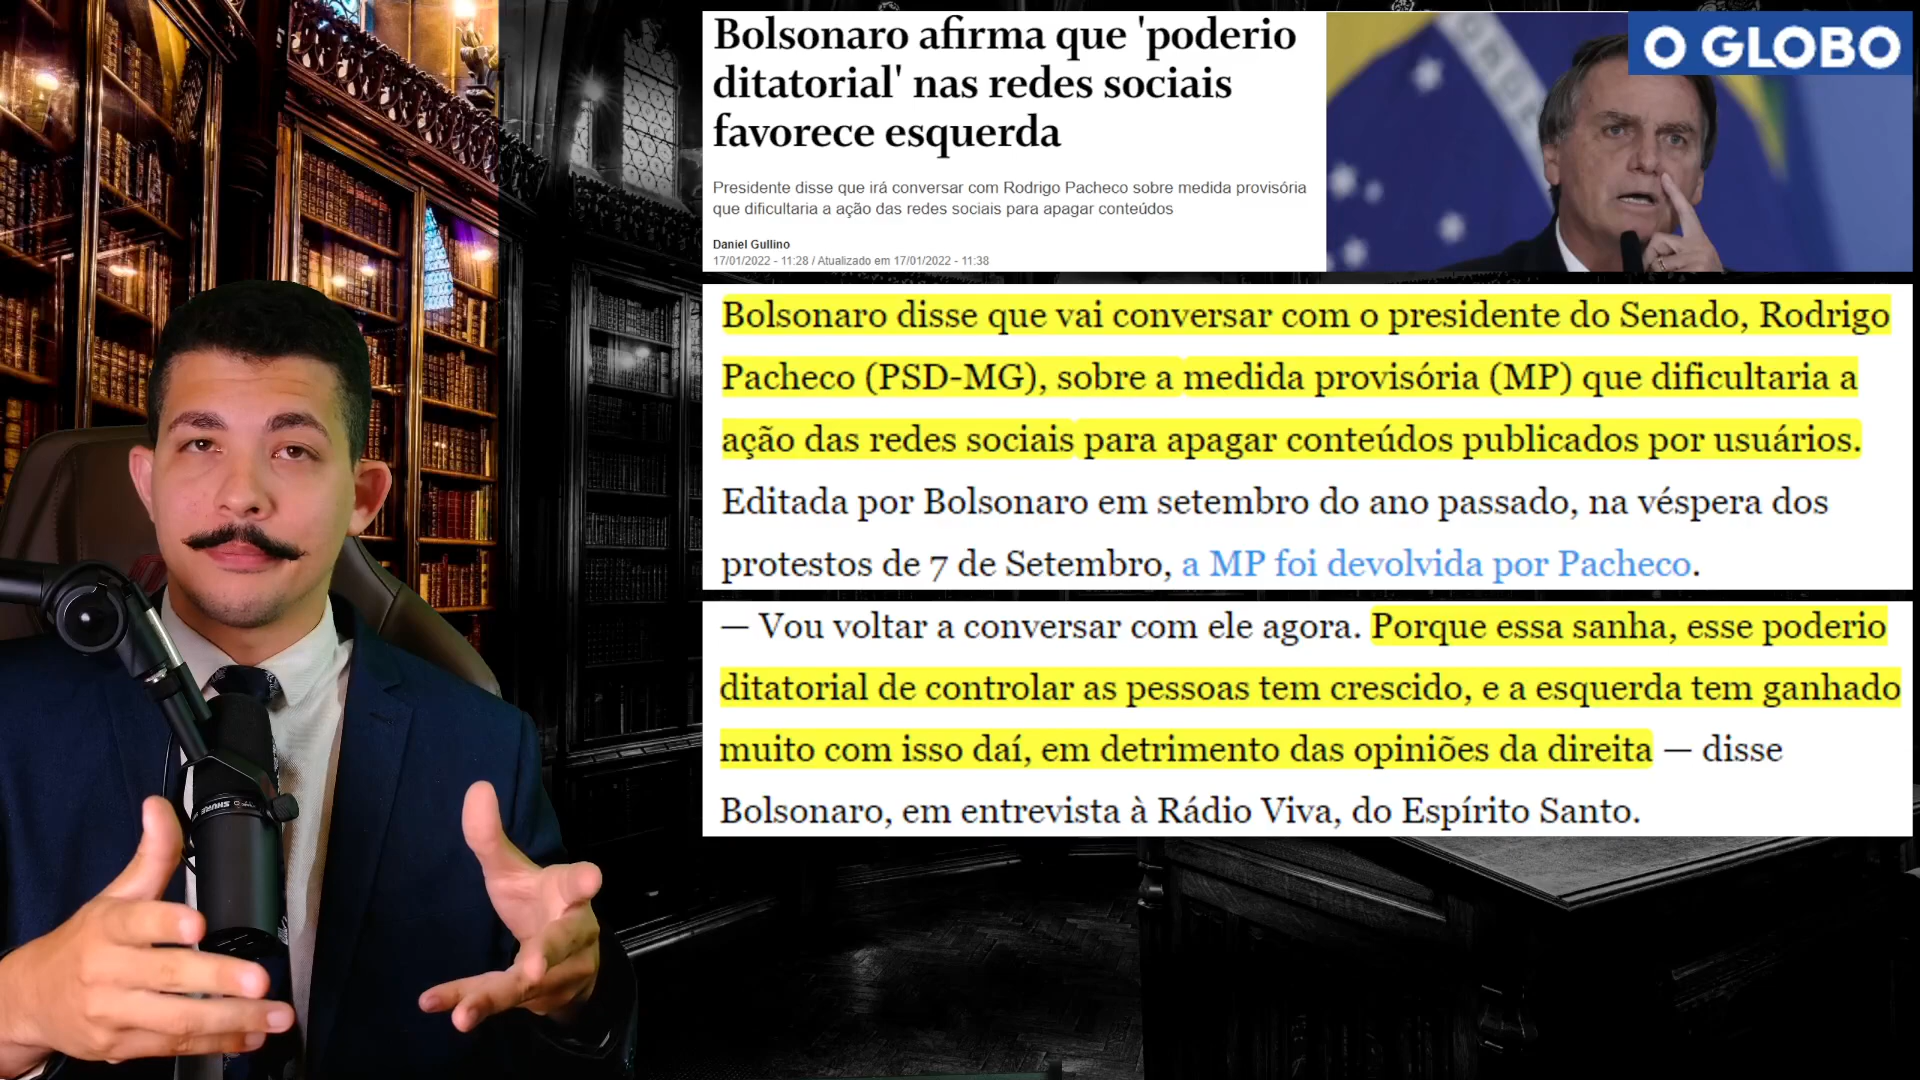 Bolsonaro afirma que 'poderio
ditatorial' nas redes sociais
favorece esquerda
Presidente disse que irá conversar com Rodrigo Pacheco sobre medida provisória
que dificultaria a ação das redes sociais para apagar conteúdos
Daniel Gullino
17/01/2022 - 11:28 / Atualizado em 17/01/2022 - 11:38
O GLOBO
Bolsonaro disse que vai conversar com o presidente do Senado, Rodrigo
Pacheco (PSD-MG), sobre a medida provisória (MP) que dificultaria a
ação das redes sociais para apagar conteúdos publicados por usuários.
Editada por Bolsonaro em setembro do ano passado, na véspera dos
protestos de 7 de Setembro, a MP foi devolvida por Pacheco.
— Vou voltar a conversar com ele agora. Porque essa sanha, esse poderio
ditatorial de controlar as pessoas tem crescido, e a esquerda tem ganhado
muito com isso daí, em detrimento das opiniões da direita — disse
Bolsonaro, em entrevista à Rádio Viva, do Espírito Santo.
SHURE